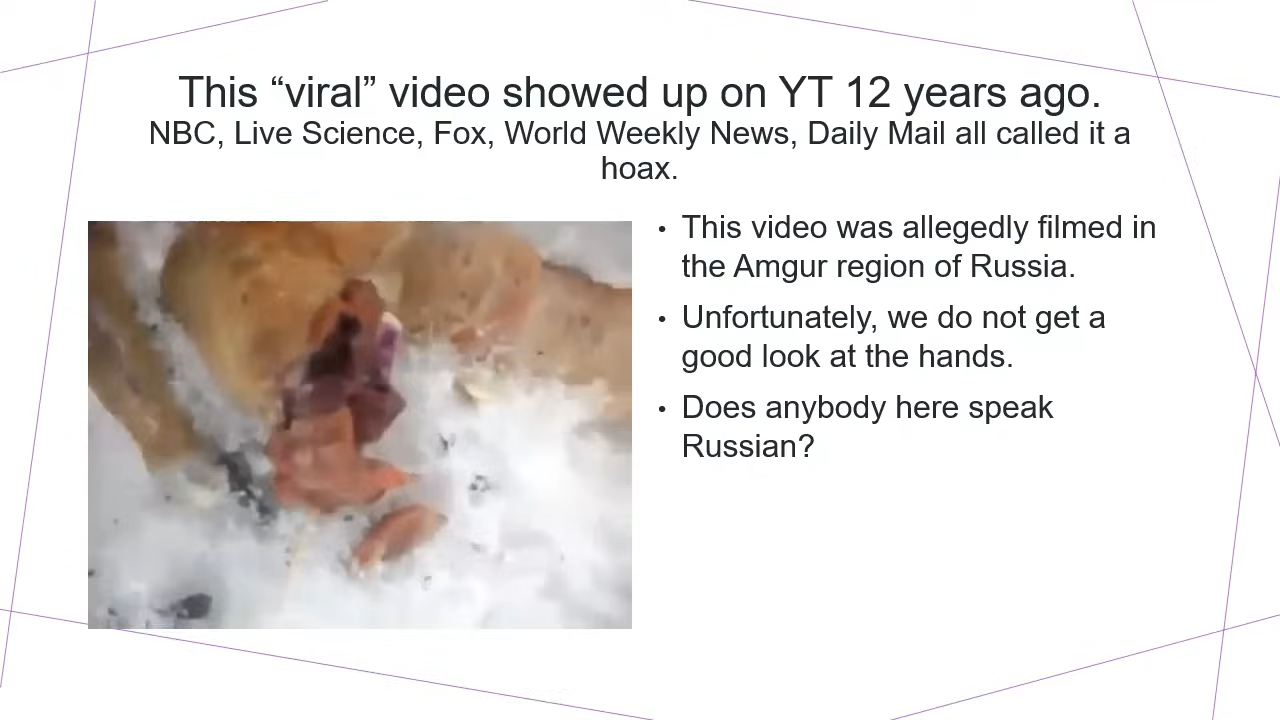 This “viral” video showed up on YT 12 years ago.
NBC, Live Science, Fox, World Weekly News, Daily Mail all called it a
hoax.
• This video was allegedly filmed in
the Amgur region of Russia.
• Unfortunately, we do not get a
good look at the hands.
• Does anybody here speak
Russian?